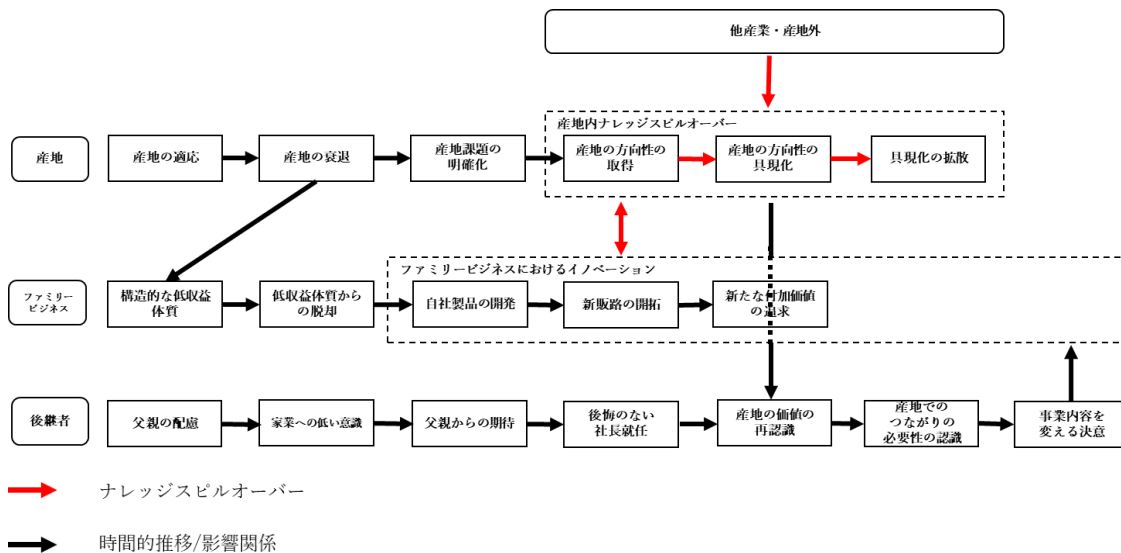 他産業・産地外
産地内ナレッジスピルオーバー
産地
産地の適応
産地の衰退
産地課題の
明確化
産地の方向性の
取得
産地の方向性の
具現化
具現化の拡散
ファミリービジネスにおけるイノベーション
ファミリー
ビジネス
構造的な低収益
体質
低収益体質から
の脱却
自社製品の開発
新販路の開拓
新たな付加価値
の追求
後継者
父親の配慮
家業への低い意識
父親からの期待
後悔のない
社長就任
産地の価値の
再認識
産地での
つながりの
必要性の認識
事業内容を
変える決意
ナレッジスピルオーバー
時間的推移/影響関係